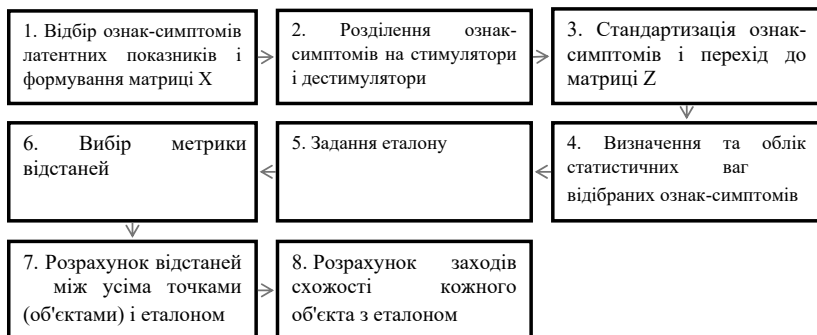 1. Відбір ознак-симптомів
латентних показників і
формування матриці X
2. Розділення ознак-
симптомів на стимулятори
і дестимулятори
3. Стандартизація ознак-
симптомів і перехід до
матриці Z
4. Визначення та облік
статистичних ваг
відібраних ознак-симптомів
5. Задання еталону
6. Вибір метрики
відстаней
7. Розрахунок відстаней
між усіма точками
(об'єктами) і еталоном
8. Розрахунок заходів
схожості кожного
об'єкта з еталоном